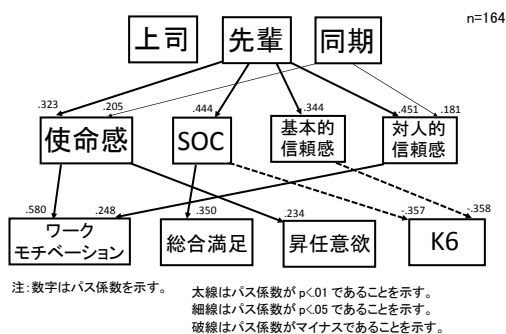 n=164
上司
先輩
同期
.323
.205
.444
.344
.451
.181
使命感
SOC
基本的
信頼感
対人的
信頼感
.580
.248
.350
.234
-.357
-.358
ワーク
モチベーション
総合満足
昇任意欲
K6
注：数字はパス係数を示す。
太線はパス係数が p<.01 であることを示す。
細線はパス係数が p<.05 であることを示す。
破線はパス係数がマイナスであることを示す。